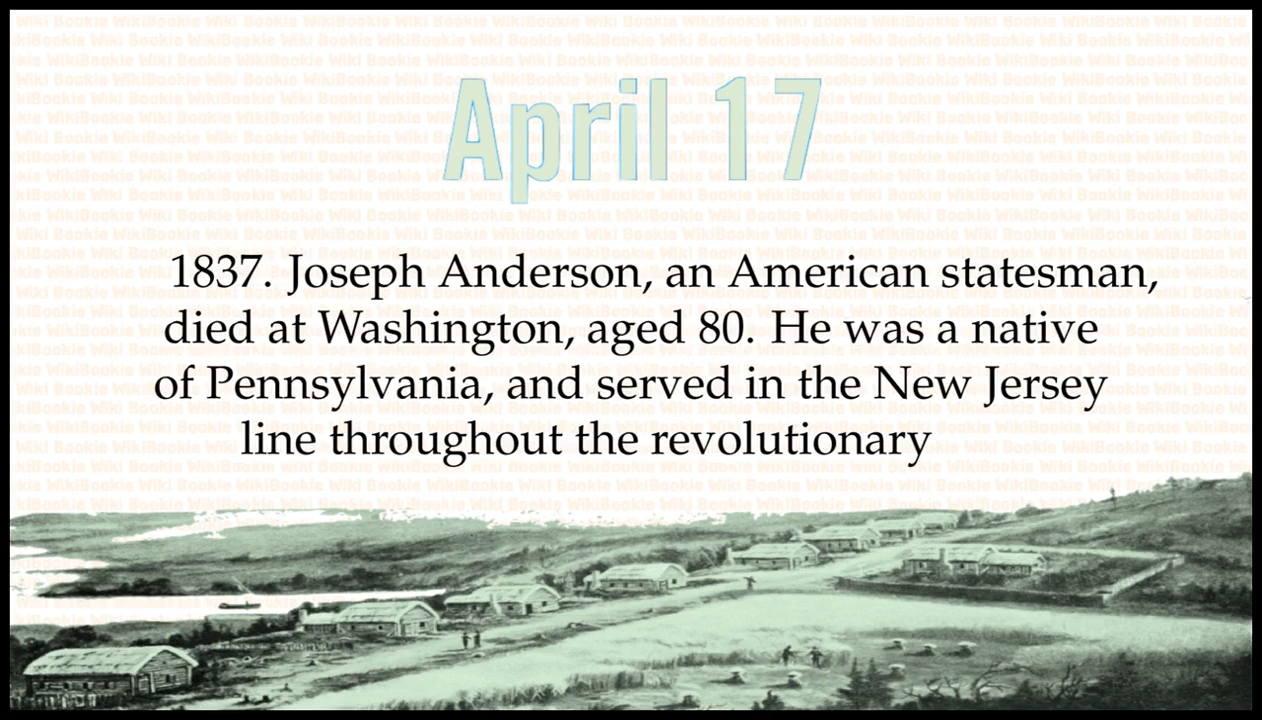 April 17
1837. Joseph Anderson, an American statesman,
died at Washington, aged 80. He was a native
of Pennsylvania, and served in the New Jersey
line throughout the revolutionary